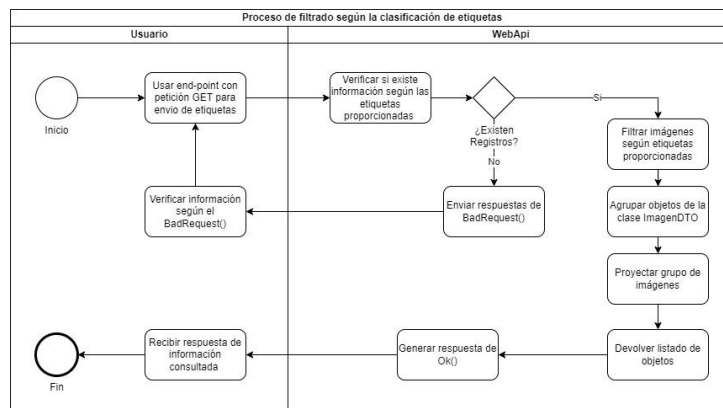 Proceso de filtrado según la clasificación de etiquetas
Usuario
WebApi
Inicio
Usar end-point con
petición GET para
envio de etiquetas
Verificar si existe
información según las
etiquetas
proporcionadas
¿Existen
Registros?
Si
No
Filtrar imágenes
según etiquetas
proporcionadas
Verificar información
según el
BadRequest()
Enviar respuestas de
BadRequest()
Agrupar objetos de la
clase ImagenDTO
Proyectar grupo de
imágenes
Fin
Recibir respuesta de
información
consultada
Generar respuesta de
Ok()
Devolver listado de
objetos